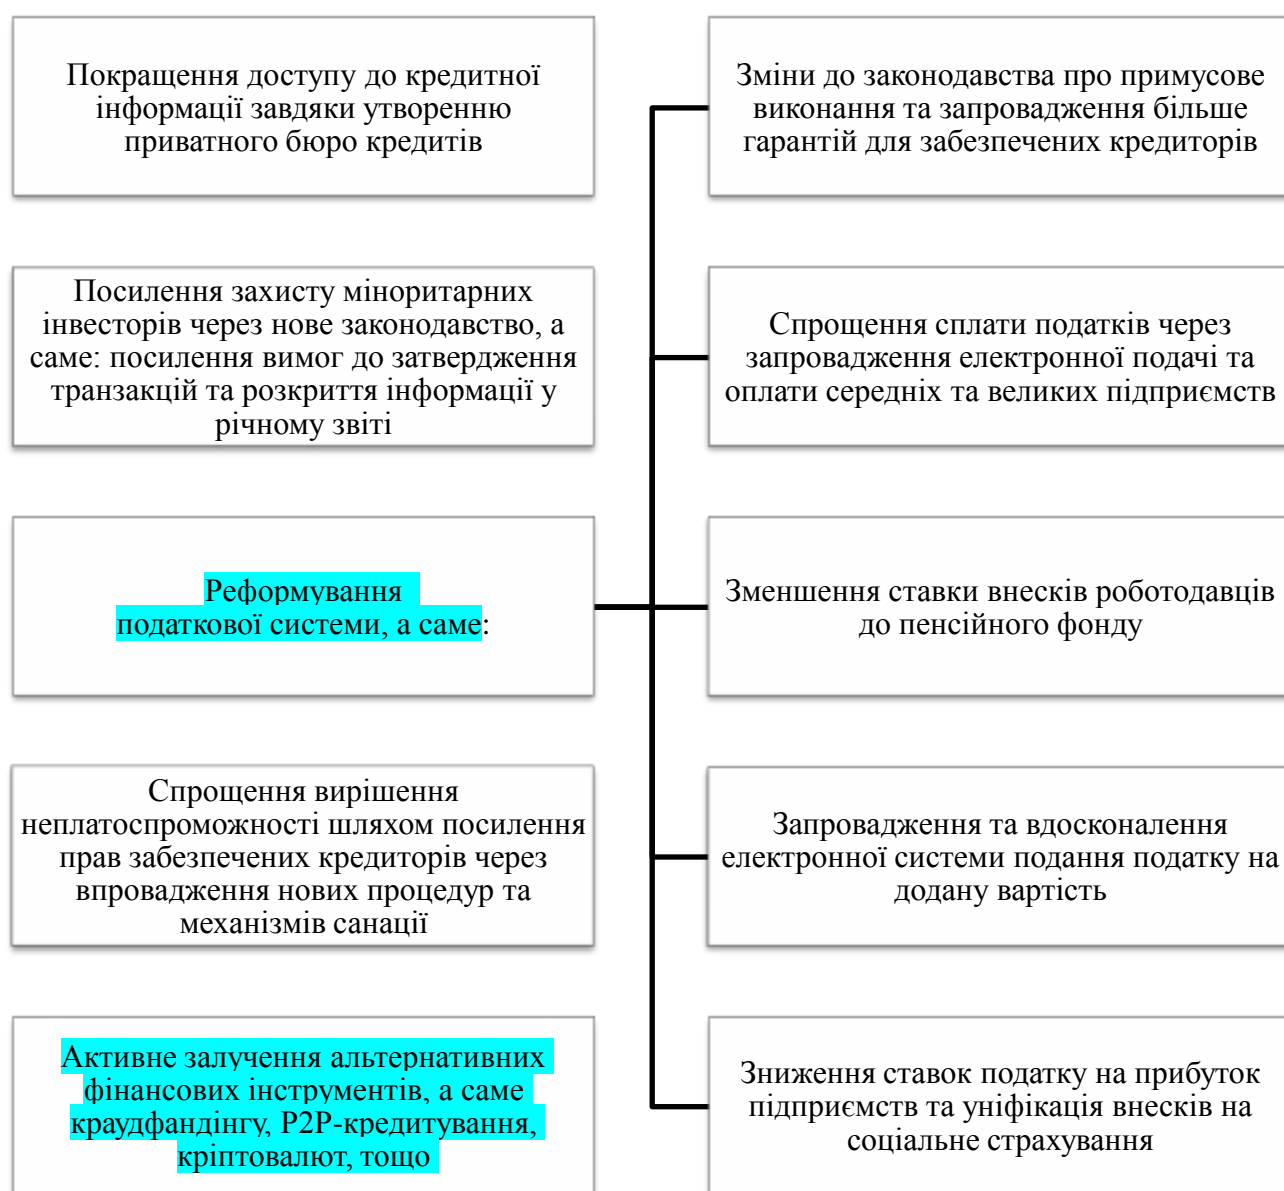 Покращення доступу до кредитної
інформації завдяки утворенню
приватного бюро кредитів
Посилення захисту міноритарних
інвесторів через нове законодавство, а
саме: посилення вимог до затвердження
транзакцій та розкриття інформації у
річному звіті
Реформування
податкової системи, а саме:
Спрощення вирішення
неплатоспроможності шляхом посилення
прав забезпечених кредиторів через
впровадження нових процедур та
механізмів санації
Активне залучення альтернативних
фінансових інструментів, а саме
краудфандінгу, P2P-кредитування,
кріптовалют, тощо
Зміни до законодавства про примусове
виконання та запровадження більше
гарантій для забезпечених кредиторів
Спрощення сплати податків через
запровадження електронної подачі та
оплати середніх та великих підприємств
Зменшення ставки внесків роботодавців
до пенсійного фонду
Запровадження та вдосконалення
електронної системи подання податку на
додану вартість
Зниження ставок податку на прибуток
підприємств та уніфікація внесків на
соціальне страхування